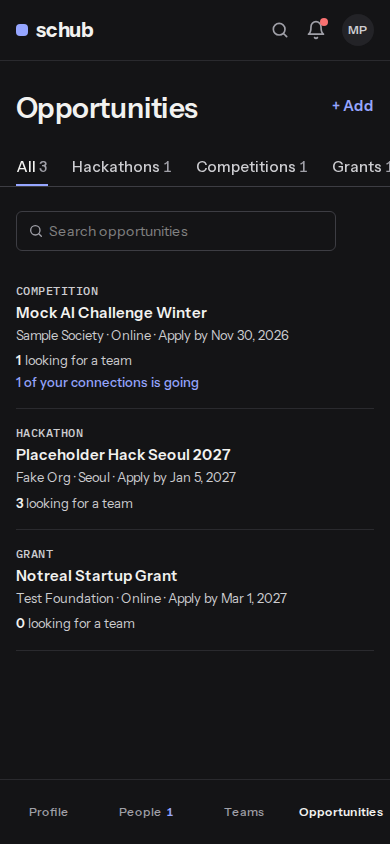 schub
MP
Opportunities
+ Add
All 3 Hackathons 1 Competitions 1 Grants 1
Search opportunities
COMPETITION
Mock AI Challenge Winter
Sample Society · Online · Apply by Nov 30, 2026
1 looking for a team
1 of your connections is going
HACKATHON
Placeholder Hack Seoul 2027
Fake Org · Seoul · Apply by Jan 5, 2027
3 looking for a team
GRANT
Notreal Startup Grant
Test Foundation · Online · Apply by Mar 1, 2027
0 looking for a team
Profile People 1 Teams Opportunities